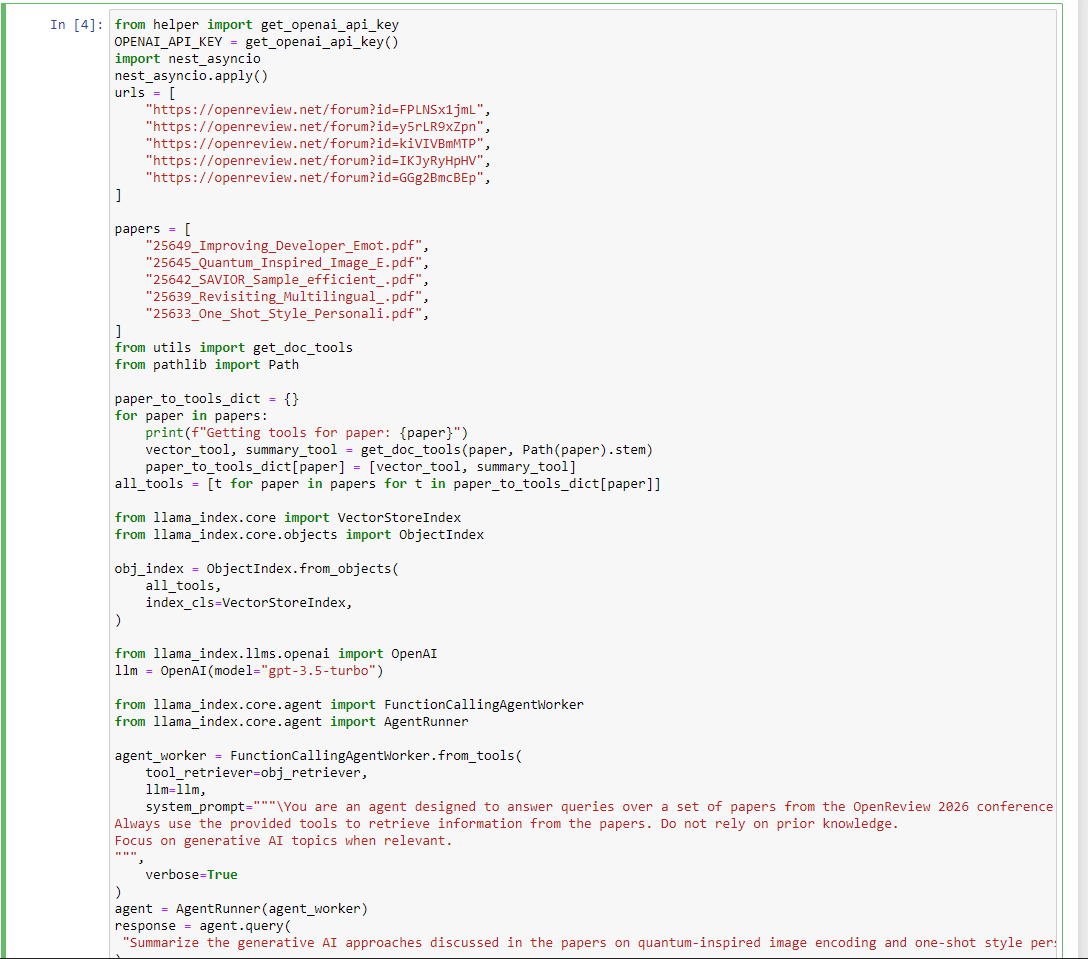 In [4]: from helper import get_openai_api_key
OPENAI_API_KEY = get_openai_api_key()
import nest_asyncio
nest_asyncio.apply()
urls = [
    "https://openreview.net/forum?id=FPLNSx1jmL",
    "https://openreview.net/forum?id=y5rLR9xZpn",
    "https://openreview.net/forum?id=kiVIVBmMTP",
    "https://openreview.net/forum?id=IKJyRyHpHV",
    "https://openreview.net/forum?id=GGg2BmcBEp",
]
papers = [
    "25649_Improving_Developer_Emot.pdf",
    "25645_Quantum_Inspired_Image_E.pdf",
    "25642_SAVIOR_Sample_efficient_.pdf",
    "25639_Revisiting_Multilingual_.pdf",
    "25633_One_Shot_Style_Personali.pdf",
]
from utils import get_doc_tools
from pathlib import Path
paper_to_tools_dict = {}
for paper in papers:
    print(f"Getting tools for paper: {paper}")
    vector_tool, summary_tool = get_doc_tools(paper, Path(paper).stem)
    paper_to_tools_dict[paper] = [vector_tool, summary_tool]
all_tools = [t for paper in papers for t in paper_to_tools_dict[paper]]
from llama_index.core import VectorStoreIndex
from llama_index.core.objects import ObjectIndex
obj_index = ObjectIndex.from_objects(
    all_tools,
    index_cls=VectorStoreIndex,
)
from llama_index.llms.openai import OpenAI
llm = OpenAI(model="gpt-3.5-turbo")
from llama_index.core.agent import FunctionCallingAgentWorker
from llama_index.core.agent import AgentRunner
agent_worker = FunctionCallingAgentWorker.from_tools(
    tool_retriever=obj_retriever,
    llm=llm,
    system_prompt="""\You are an agent designed to answer queries over a set of papers from the OpenReview 2026 conference
Always use the provided tools to retrieve information from the papers. Do not rely on prior knowledge.
Focus on generative AI topics when relevant.
""",
    verbose=True
)
agent = AgentRunner(agent_worker)
response = agent.query(
 "Summarize the generative AI approaches discussed in the papers on quantum-inspired image encoding and one-shot style